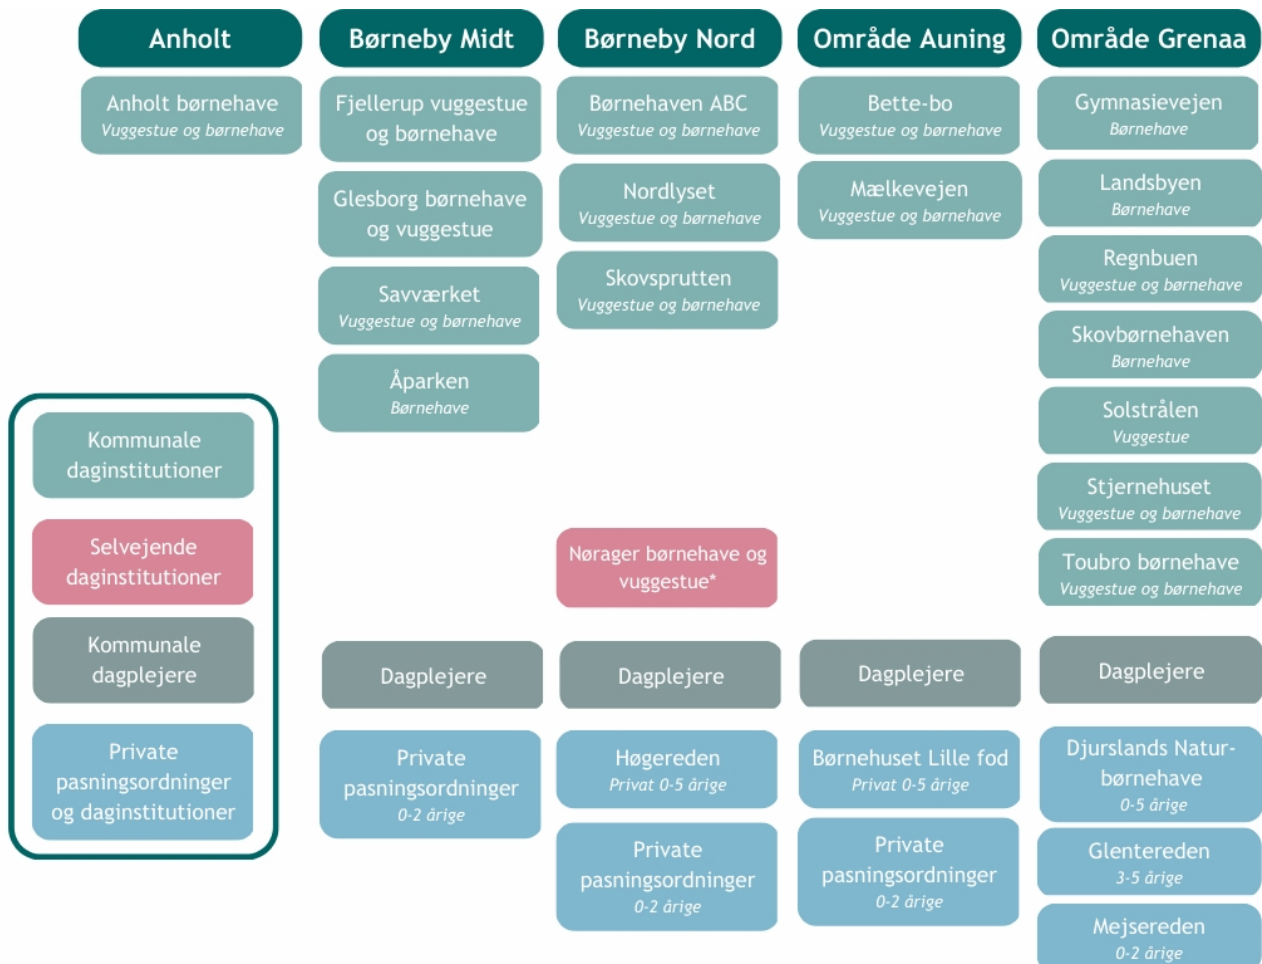 Anholt
Anholt børnehave
Vuggestue og børnehave
Børneby Midt
Fjellerup vuggestue
og børnehave
Glesborg børnehave
og vuggestue
Savværket
Vuggestue og børnehave
Åparken
Børnehave
Dagplejere
Private
pasningsordninger
0-2 årige
Børneby Nord
Børnehaven ABC
Vuggestue og børnehave
Nordlyset
Vuggestue og børnehave
Skovsprutten
Vuggestue og børnehave
Nørager børnehave og
vuggestue*
Dagplejere
Høgereden
Privat 0-5 årige
Private
pasningsordninger
0-2 årige
Område Auning
Bette-bo
Vuggestue og børnehave
Mælkevejen
Vuggestue og børnehave
Dagplejere
Børnehuset Lille fod
Privat 0-5 årige
Private
pasningsordninger
0-2 årige
Område Grenaa
Gymnasievejen
Børnehave
Landsbyen
Børnehave
Regnbuen
Vuggestue og børnehave
Skovbørnehaven
Børnehave
Solstrålen
Vuggestue
Stjernehuset
Vuggestue og børnehave
Toubro børnehave
Vuggestue og børnehave
Dagplejere
Djurslands Natur-
børnehave
0-5 årige
Glentereden
3-5 årige
Mejsereden
0-2 årige
Kommunale
daginstitutioner
Selvejende
daginstitutioner
Kommunale
dagplejere
Private
pasningsordninger
og daginstitutioner